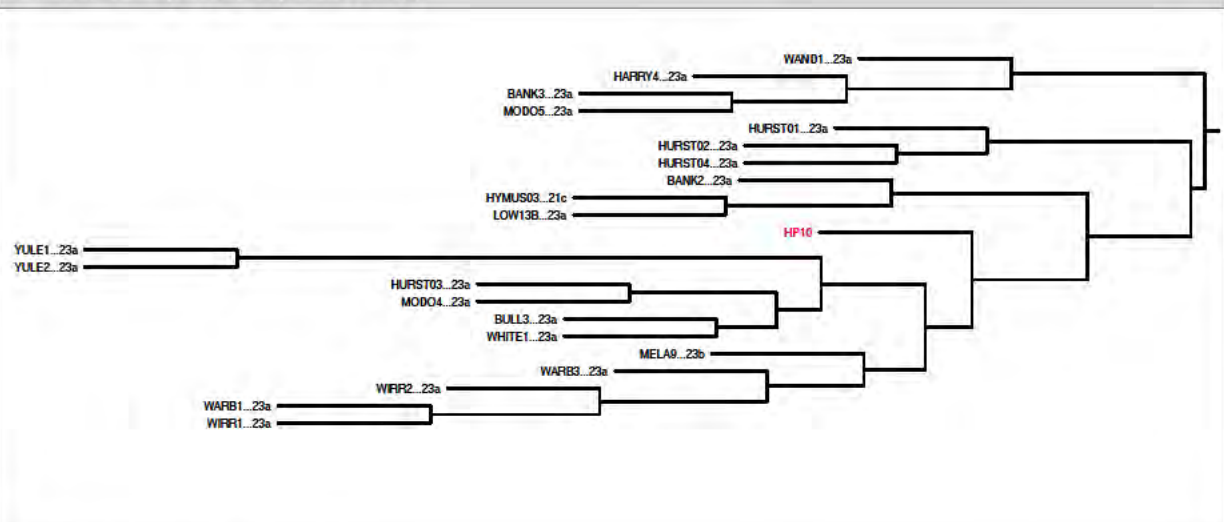 WAND1...23a
HARRY4...23a
BANK3...23a
MODO5...23a
HURST01...23a
HURST02...23a
HURST04...23a
BANK2...23a
HYMUS03...21c
LOW13B...23a
HP10
YULE1...23a
YULE2...23a
HURST03...23a
MODO4...23a
BULL3...23a
WHITE1...23a
MELA9...23b
WARB3...23a
WIRR2...23a
WARB1...23a
WIRR1...23a